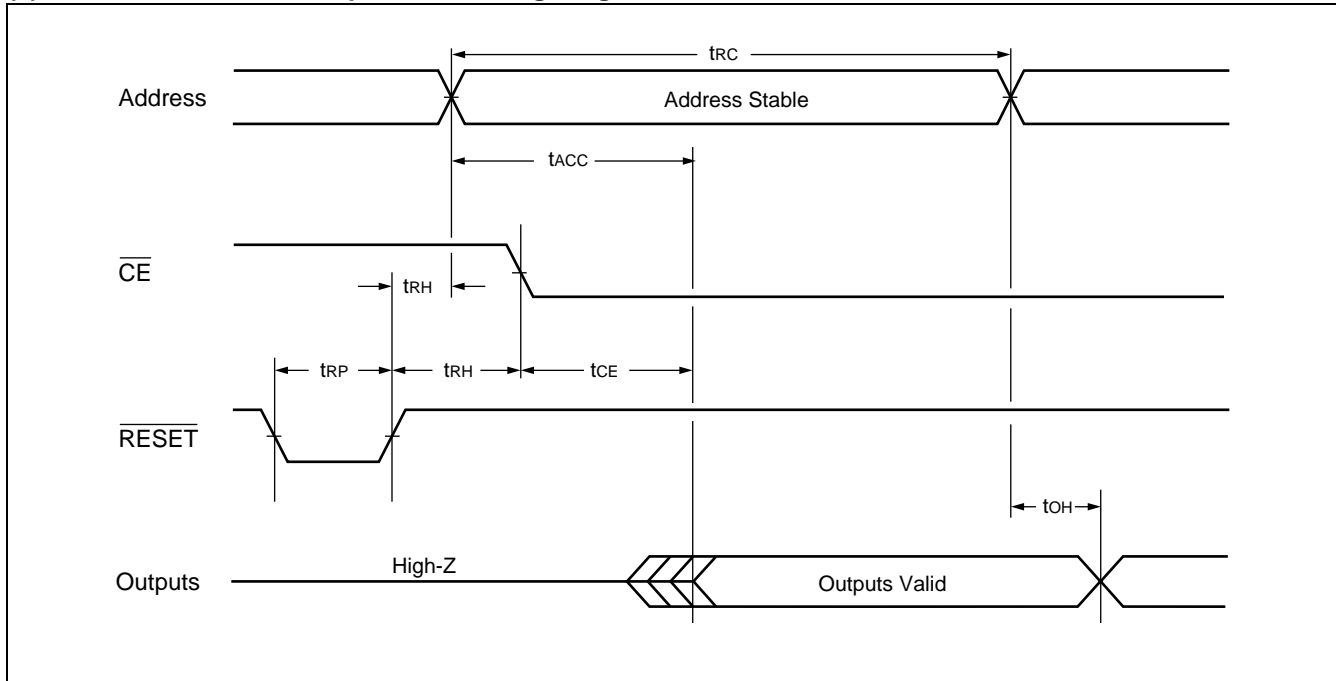 tRC
Address
Address Stable
tACC
CE
tRH
tRP
tRH
tCE
RESET
tOH
High-Z
Outputs
Outputs Valid